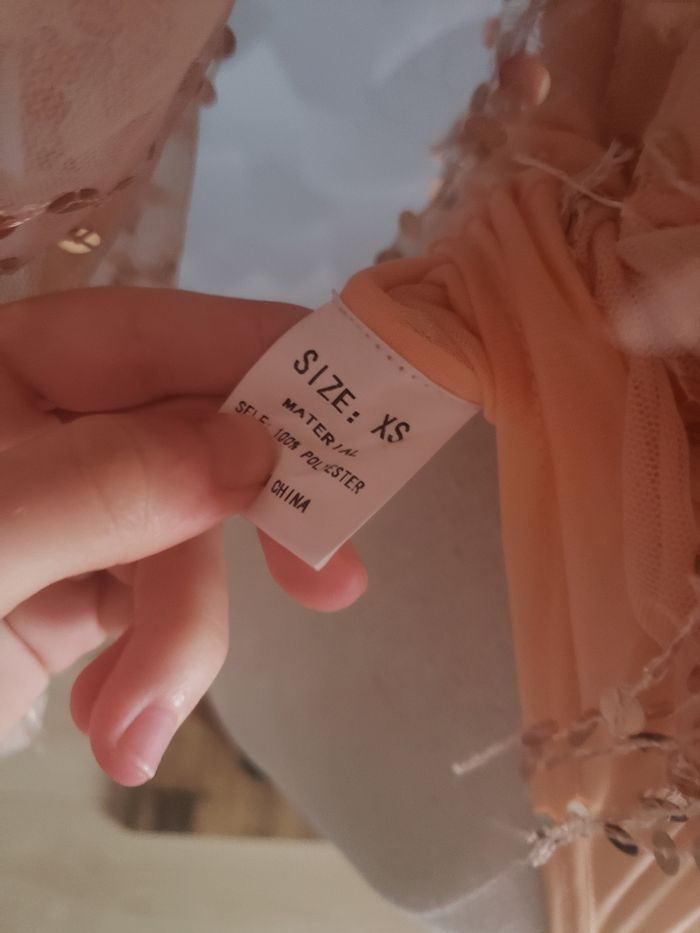 SIZE: XS
MATERIAL
SELF: 100% POLYESTER
CHINA